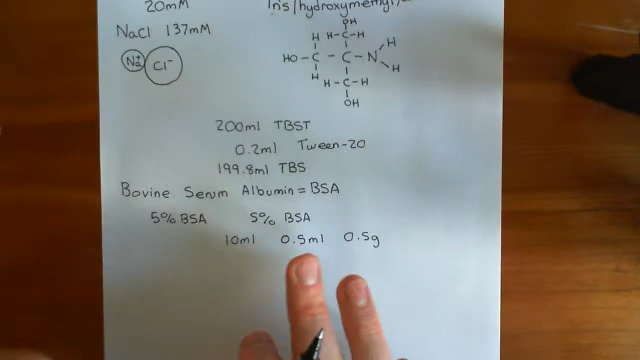 20mM Tris(hydroxymethyl)
NaCl 137mM
Na+ Cl-
OH
H H-C-H H
HO-C-C-N
H H
H-C-H
OH
200ml TBST
0.2ml Tween-20
199.8ml TBS
Bovine Serum Albumin = BSA
5% BSA 5% BSA
10ml 0.5ml 0.5g